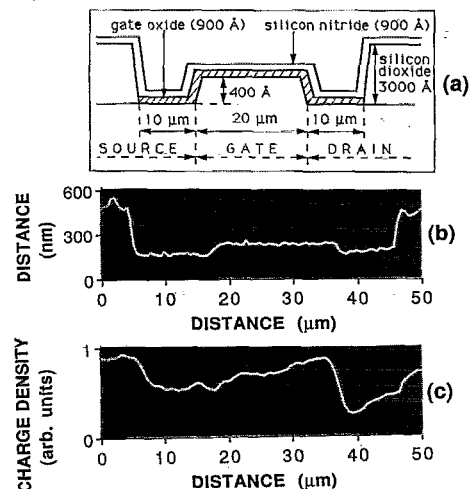 gate oxide (900 Å)
silicon nitride (900 Å)
(a)
silicon
dioxide
3000 Å
400 Å
10 μm
20 μm
10 μm
SOURCE
GATE
DRAIN
DISTANCE
(nm)
600
300
0
(b)
0 10 20 30 40 50
DISTANCE (μm)
CHARGE DENSITY
(arb. units)
1
0
(c)
0 10 20 30 40 50
DISTANCE (μm)